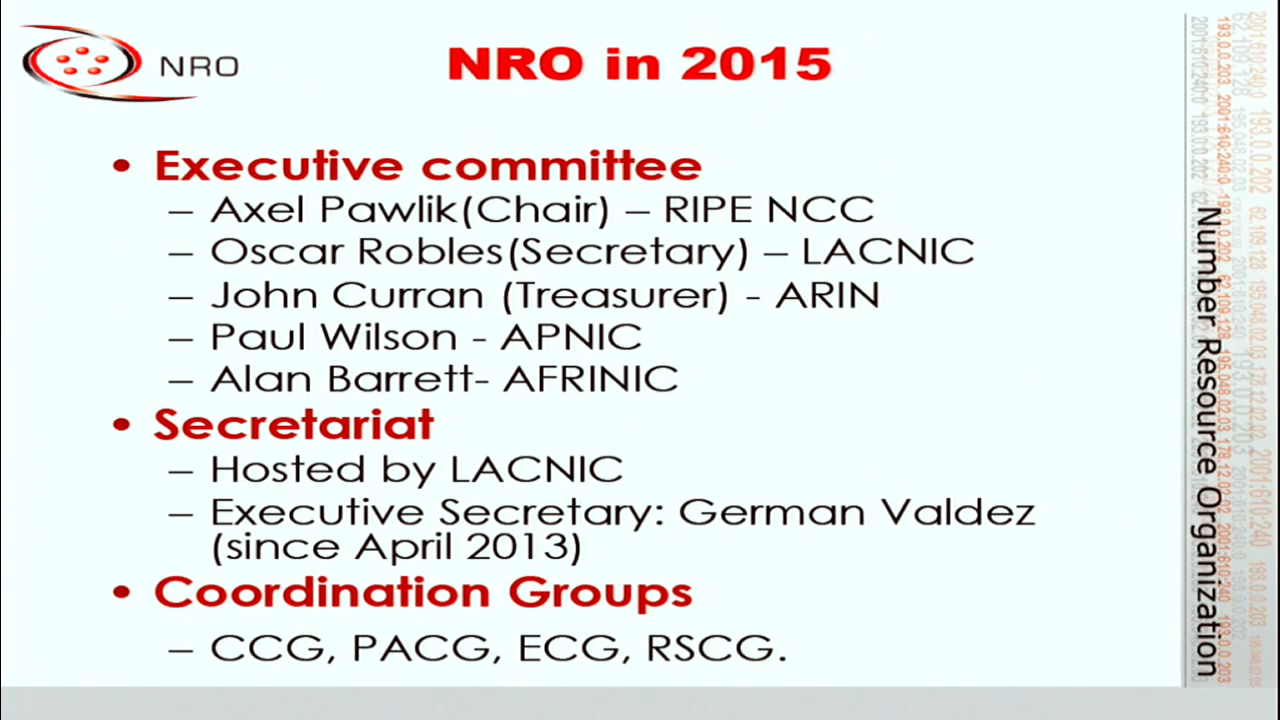 NRO
NRO in 2015
• Executive committee
– Axel Pawlik(Chair) – RIPE NCC
– Oscar Robles(Secretary) – LACNIC
– John Curran (Treasurer) - ARIN
– Paul Wilson - APNIC
– Alan Barrett- AFRINIC
• Secretariat
– Hosted by LACNIC
– Executive Secretary: German Valdez
(since April 2013)
• Coordination Groups
– CCG, PACG, ECG, RSCG.
Number Resource Organization